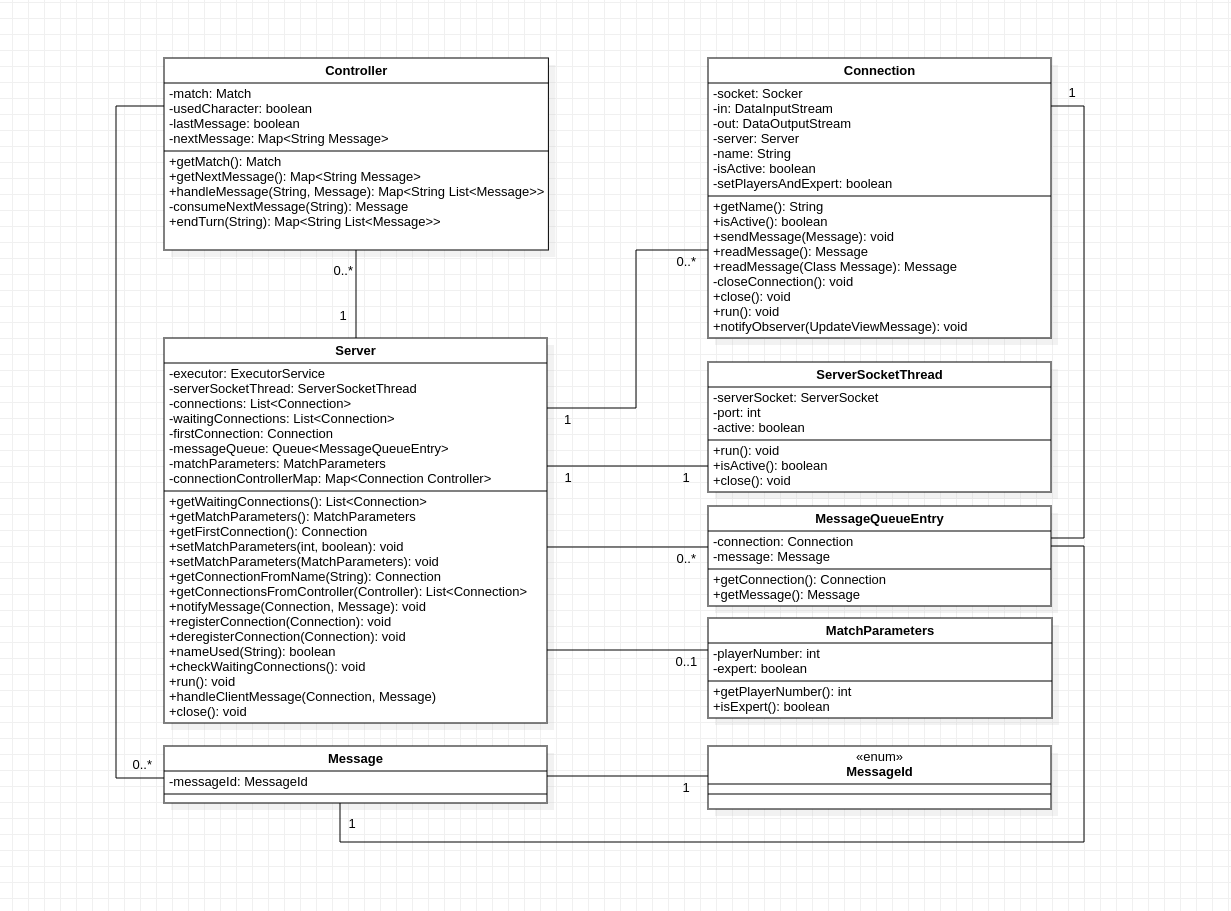 Controller
-match: Match
-usedCharacter: boolean
-lastMessage: boolean
-nextMessage: Map<String Message>
+getMatch(): Match
+getNextMessage(): Map<String Message>
+handleMessage(String, Message): Map<String List<Message>>
-consumeNextMessage(String): Message
+endTurn(String): Map<String List<Message>>
0..*
1
Server
-executor: ExecutorService
-serverSocketThread: ServerSocketThread
-connections: List<Connection>
-waitingConnections: List<Connection>
-firstConnection: Connection
-messageQueue: Queue<MessageQueueEntry>
-matchParameters: MatchParameters
-connectionControllerMap: Map<Connection Controller>
+getWaitingConnections(): List<Connection>
+getMatchParameters(): MatchParameters
+getFirstConnection(): Connection
+setMatchParameters(int, boolean): void
+setMatchParameters(MatchParameters): void
+getConnectionFromName(String): Connection
+getConnectionsFromController(Controller): List<Connection>
+notifyMessage(Connection, Message): void
+registerConnection(Connection): void
+deregisterConnection(Connection): void
+nameUsed(String): boolean
+checkWaitingConnections(): void
+run(): void
+handleClientMessage(Connection, Message)
+close(): void
0..*
Message
-messageId: MessageId
1
Connection
-socket: Socker
-in: DataInputStream
-out: DataOutputStream
-server: Server
-name: String
-isActive: boolean
-setPlayersAndExpert: boolean
+getName(): String
+isActive(): boolean
+sendMessage(Message): void
+readMessage(): Message
+readMessage(Class Message): Message
-closeConnection(): void
+close(): void
+run(): void
+notifyObserver(UpdateViewMessage): void
1
0..*
1
ServerSocketThread
-serverSocket: ServerSocket
-port: int
-active: boolean
+run(): void
+isActive(): boolean
+close(): void
1
1
MessageQueueEntry
-connection: Connection
-message: Message
+getConnection(): Connection
+getMessage(): Message
0..*
MatchParameters
-playerNumber: int
-expert: boolean
+getPlayerNumber(): int
+isExpert(): boolean
0..1
«enum»
MessageId
1